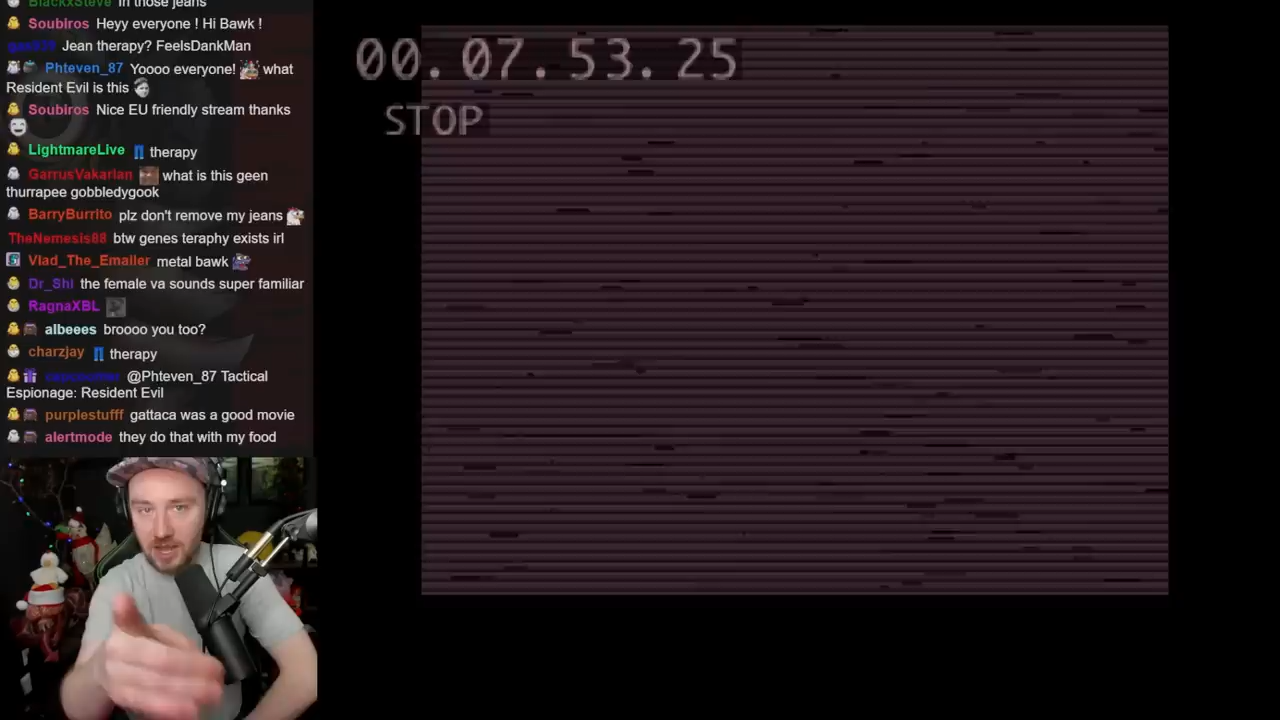 BlackxSteve in those jeans
Soubiros Heyy everyone ! Hi Bawk !
Jean therapy? FeelsDankMan
Phteven_87 Yoooo everyone! what
Resident Evil is this
Soubiros Nice EU friendly stream thanks
LightmareLive therapy
GarrusVakarian what is this geen
thurrapee gobbledygook
BarryBurrito plz don't remove my jeans
TheNemesis88 btw genes teraphy exists irl
Vlad_The_Emailer metal bawk
Dr_Shi the female va sounds super familiar
RagnaXBL
albeees broooo you too?
charzjay therapy
@Phteven_87 Tactical
Espionage: Resident Evil
purplestufff gattaca was a good movie
alertmode they do that with my food
00.07.53.25
STOP